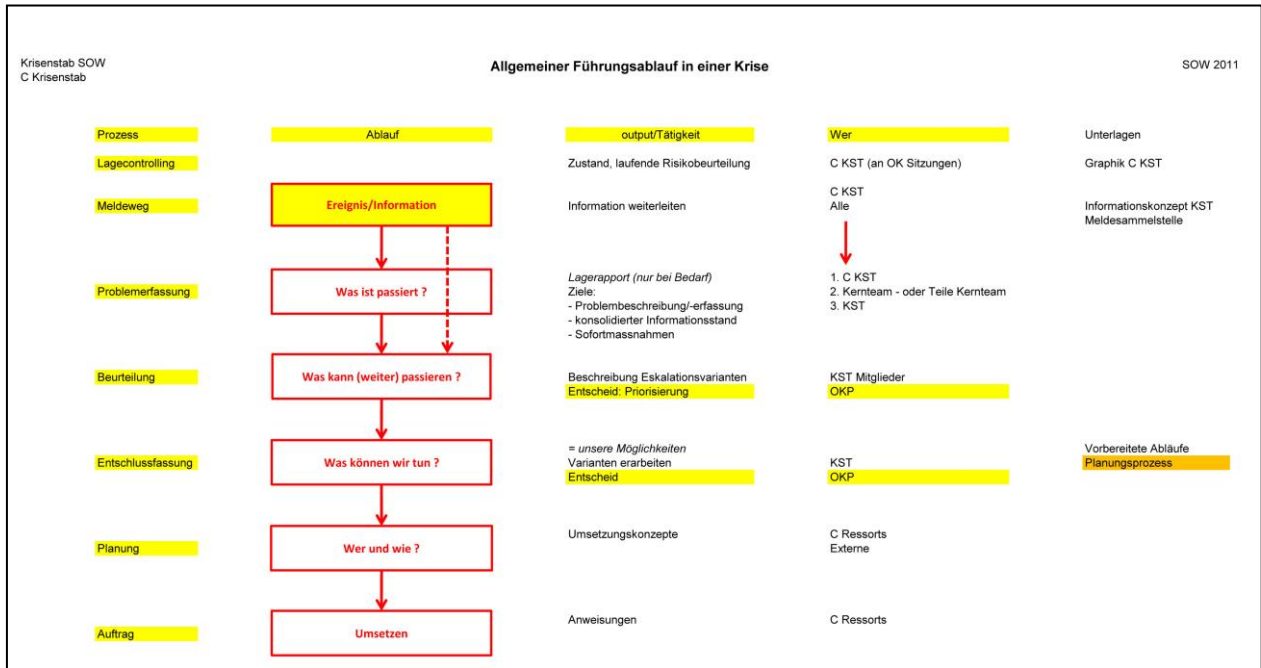 Krisenstab SOW
C Krisenstab
Allgemeiner Führungsablauf in einer Krise
SOW 2011
Prozess
Ablauf
output/Tätigkeit
Wer
Unterlagen
Lagecontrolling
Zustand, laufende Risikobeurteilung
C KST (an OK Sitzungen)
Graphik C KST
Meldeweg
Ereignis/Information
Information weiterleiten
C KST
Alle
Informationskonzept KST
Meldesammelstelle
Problemerfassung
Was ist passiert ?
Lagerapport (nur bei Bedarf)
Ziele:
- Problembeschreibung/-erfassung
- konsolidierter Informationsstand
- Sofortmassnahmen
1. C KST
2. Kernteam - oder Teile Kernteam
3. KST
Beurteilung
Was kann (weiter) passieren ?
Beschreibung Eskalationsvarianten
Entscheid: Priorisierung
KST Mitglieder
OKP
Entschlussfassung
Was können wir tun ?
= unsere Möglichkeiten
Varianten erarbeiten
Entscheid
KST
OKP
Vorbereitete Abläufe
Planungsprozess
Planung
Wer und wie ?
Umsetzungskonzepte
C Ressorts
Externe
Auftrag
Umsetzen
Anweisungen
C Ressorts